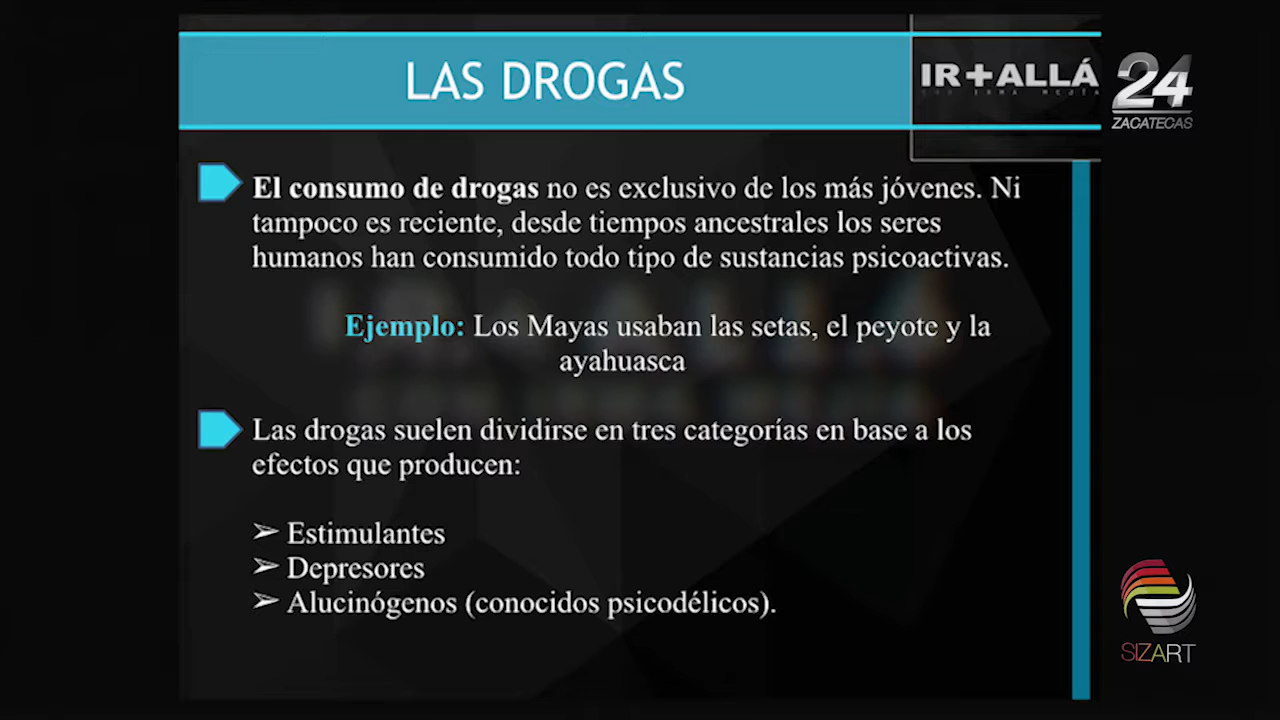 LAS DROGAS
IR+ALLÁ
24
ZACATECAS
El consumo de drogas no es exclusivo de los más jóvenes. Ni
tampoco es reciente, desde tiempos ancestrales los seres
humanos han consumido todo tipo de sustancias psicoactivas.
Ejemplo: Los Mayas usaban las setas, el peyote y la
ayahuasca
Las drogas suelen dividirse en tres categorías en base a los
efectos que producen:
➢ Estimulantes
➢ Depresores
➢ Alucinógenos (conocidos psicodélicos).
SIZART